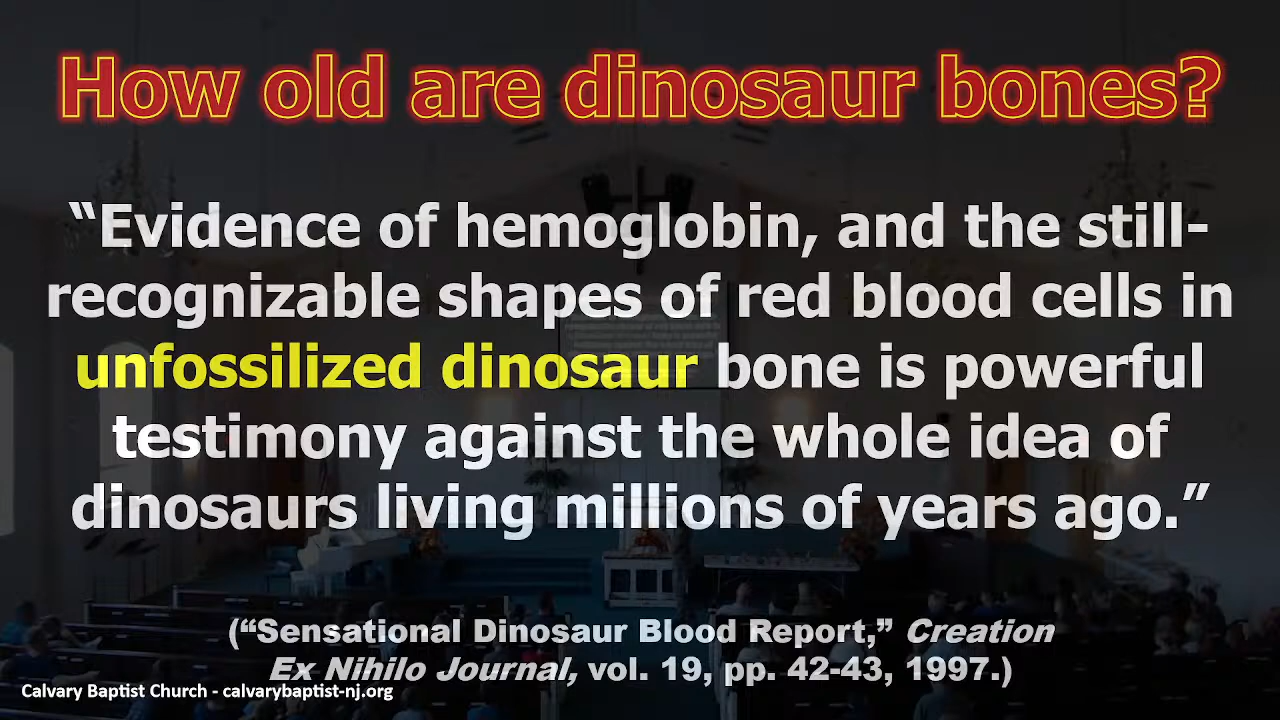 How old are dinosaur bones?
“Evidence of hemoglobin, and the still-
recognizable shapes of red blood cells in
unfossilized dinosaur bone is powerful
testimony against the whole idea of
dinosaurs living millions of years ago.”
(“Sensational Dinosaur Blood Report,” Creation
Ex Nihilo Journal, vol. 19, pp. 42-43, 1997.)
Calvary Baptist Church - calvarybaptist-nj.org